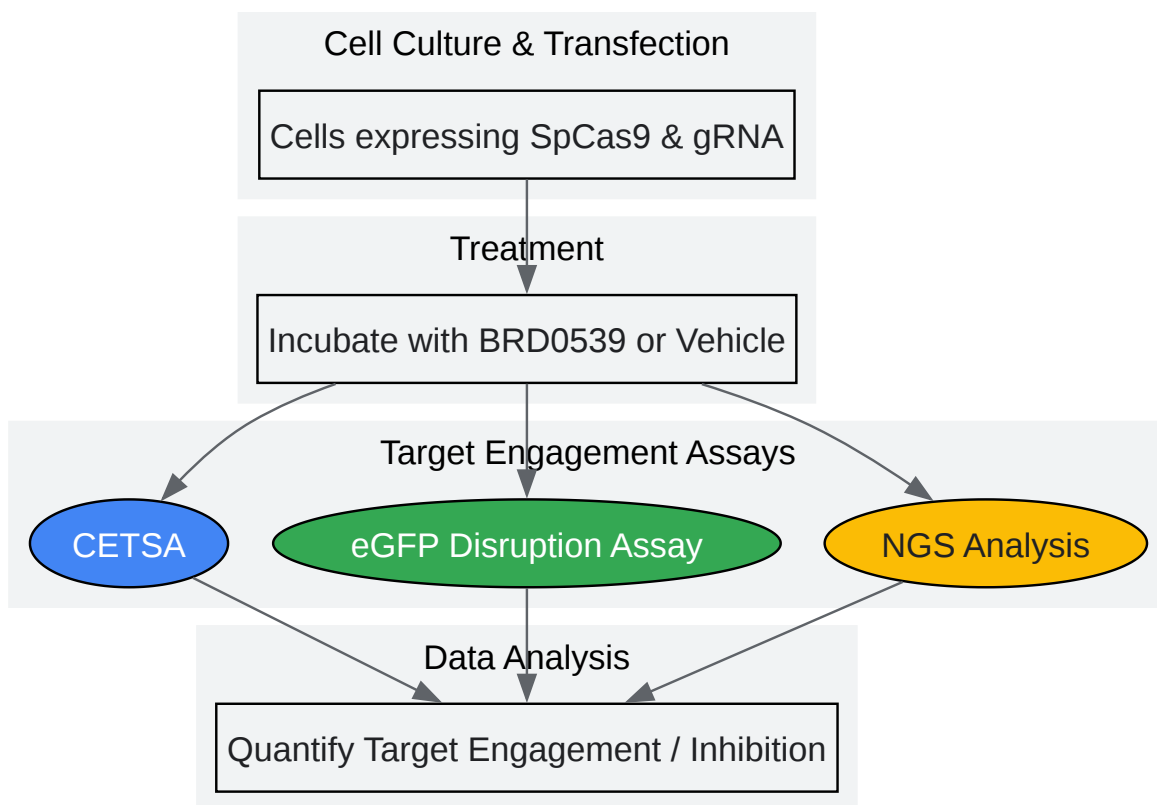 Cell Culture & Transfection
Cells expressing SpCas9 & gRNA
Treatment
Incubate with BRD0539 or Vehicle
Target Engagement Assays
CETSA
eGFP Disruption Assay
NGS Analysis
Data Analysis
Quantify Target Engagement / Inhibition